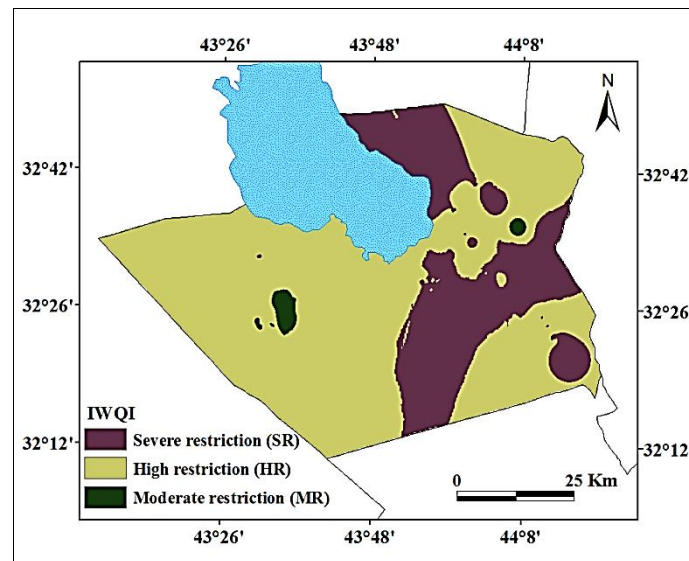 43°26' 43°48' 44°8'
N
32°42' 32°42'
32°26' 32°26'
32°12' 32°12'
IWQI
Severe restriction (SR)
High restriction (HR)
Moderate restriction (MR)
0 25 Km
43°26' 43°48' 44°8'